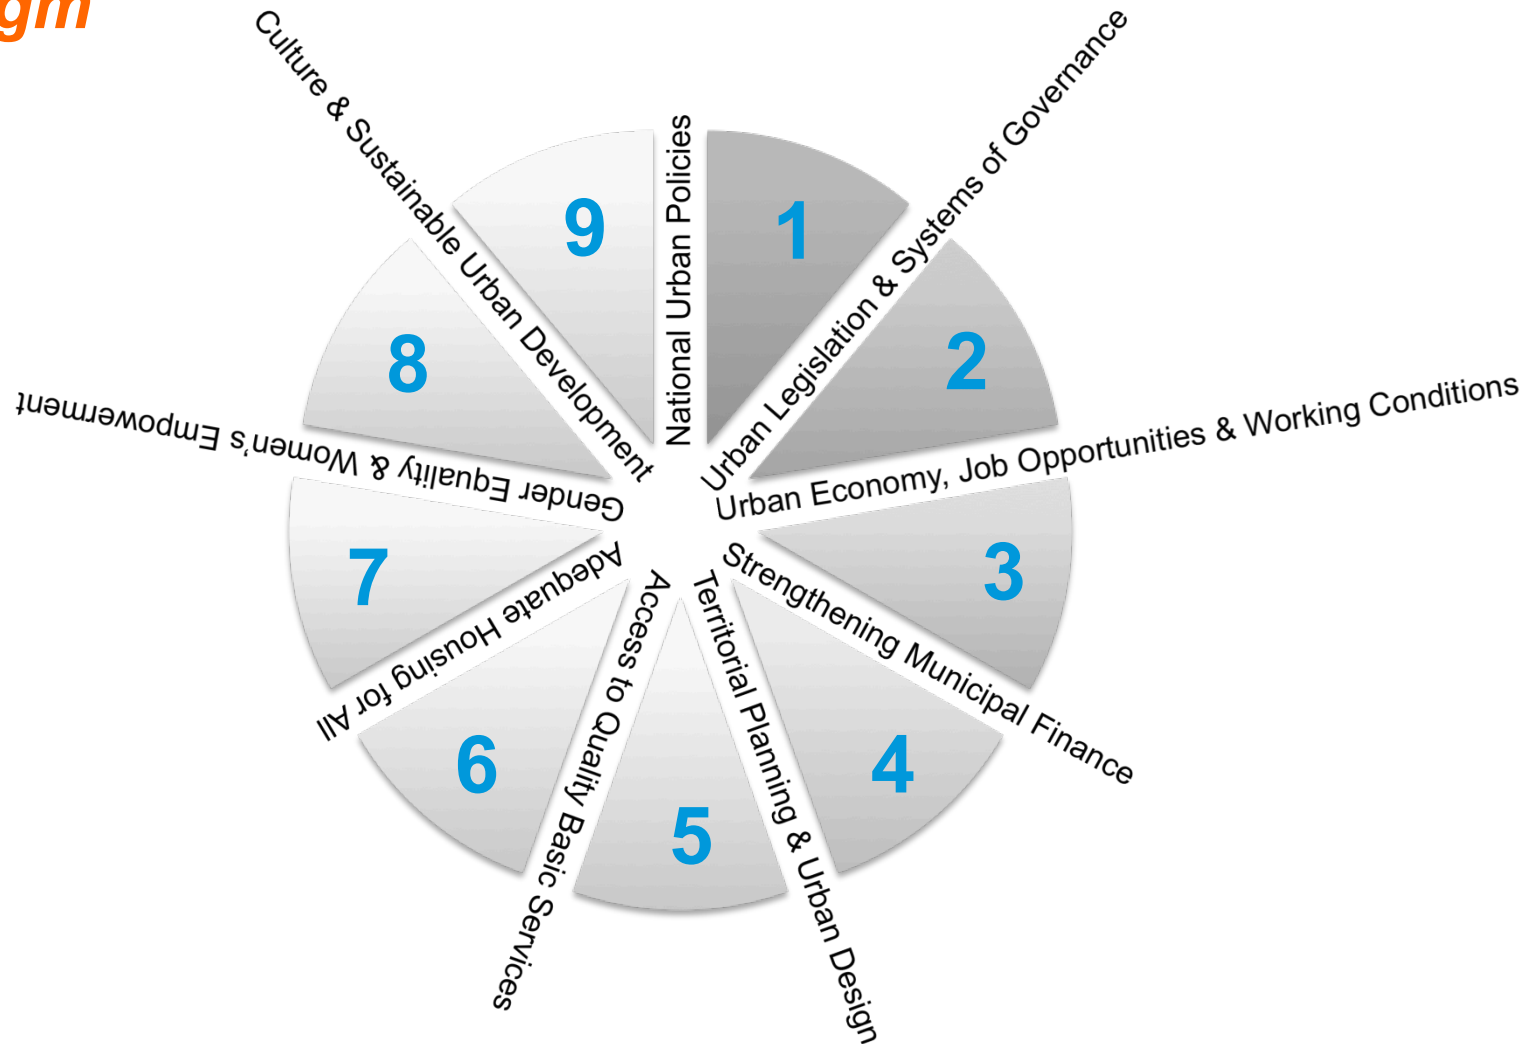 gm
National Urban Policies
1
Urban Legislation & Systems of Governance
2
Urban Economy, Job Opportunities & Working Conditions
3
Strengthening Municipal Finance
4
Territorial Planning & Urban Design
5
Access to Quality Basic Services
6
Adequate Housing for All
7
Gender Equality & Women’s Empowerment
8
Culture & Sustainable Urban Development
9